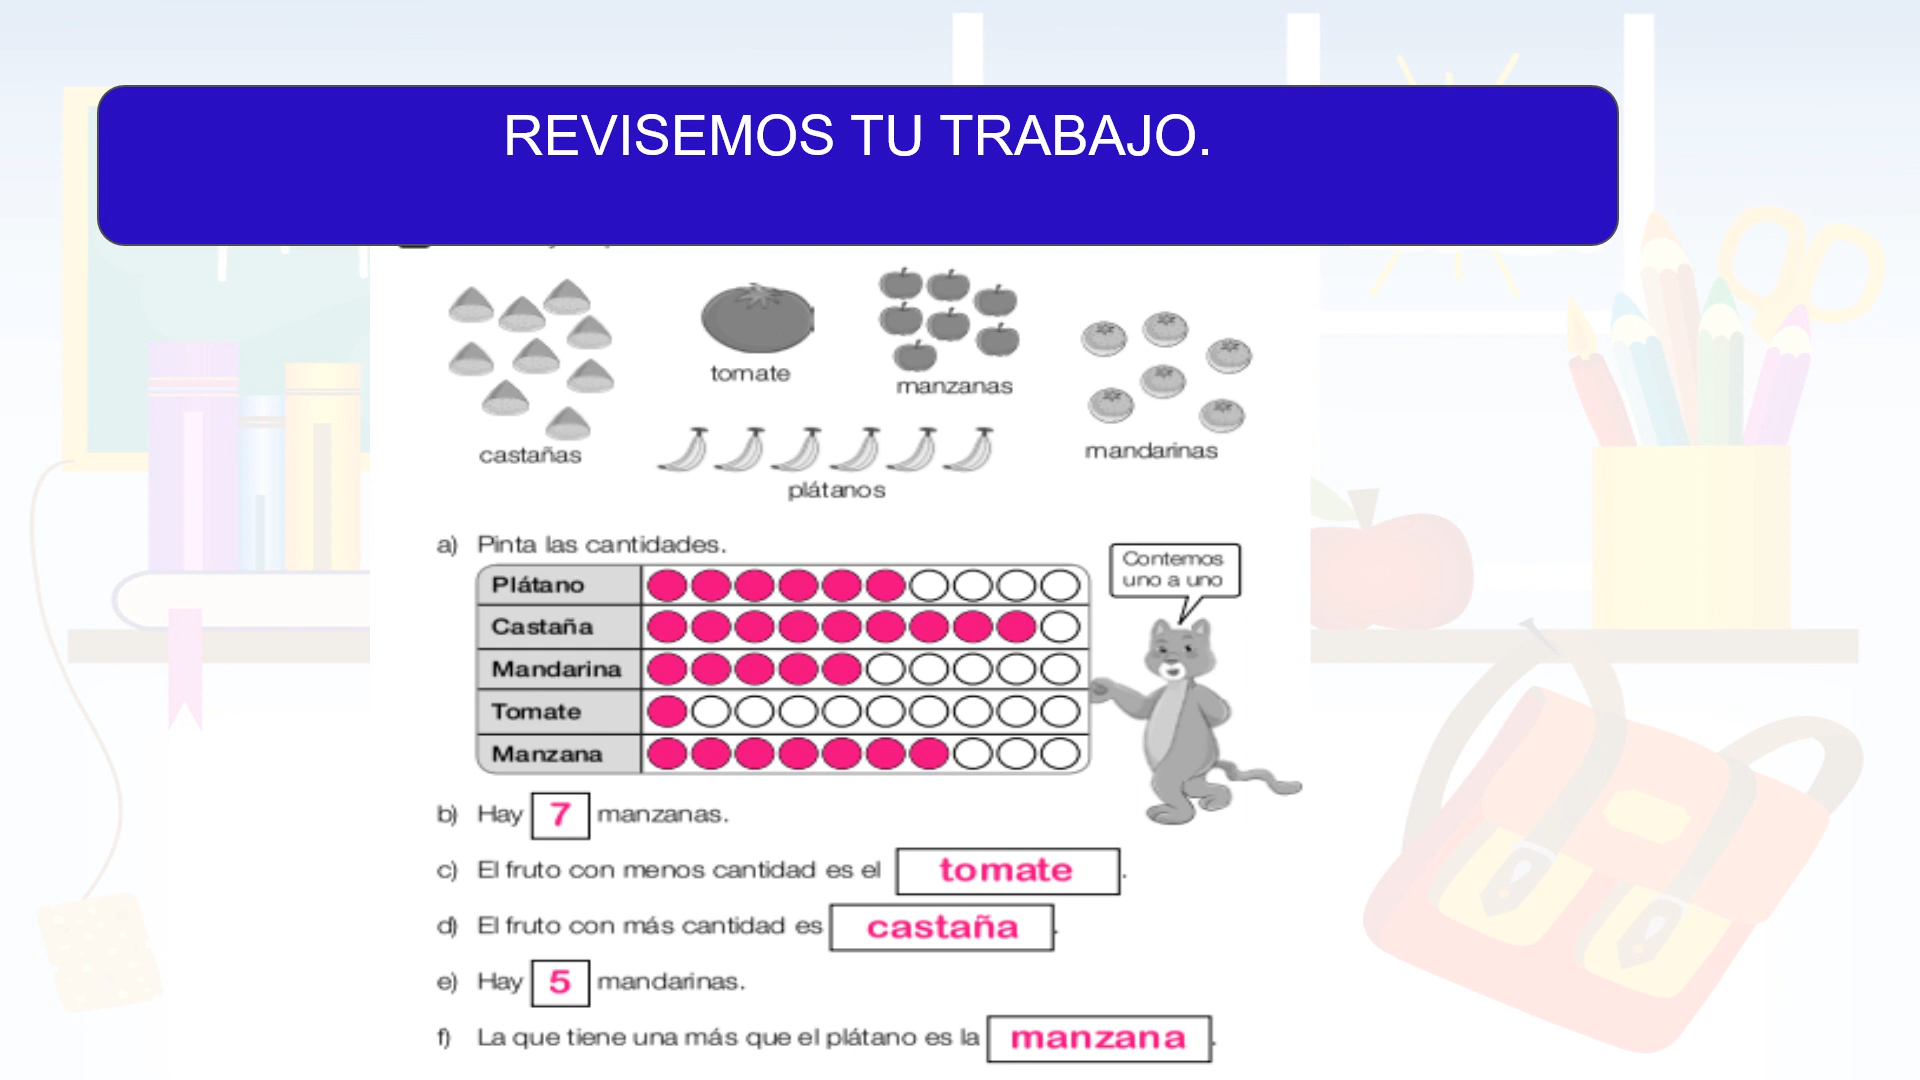 REVISEMOS TU TRABAJO.
tomate
manzanas
castañas
mandarinas
plátanos
a) Pinta las cantidades.
Contemos
uno a uno
Plátano
Castaña
Mandarina
Tomate
Manzana
b) Hay 7 manzanas.
c) El fruto con menos cantidad es el tomate.
d) El fruto con más cantidad es castaña.
e) Hay 5 mandarinas.
f) La que tiene una más que el plátano es la manzana.